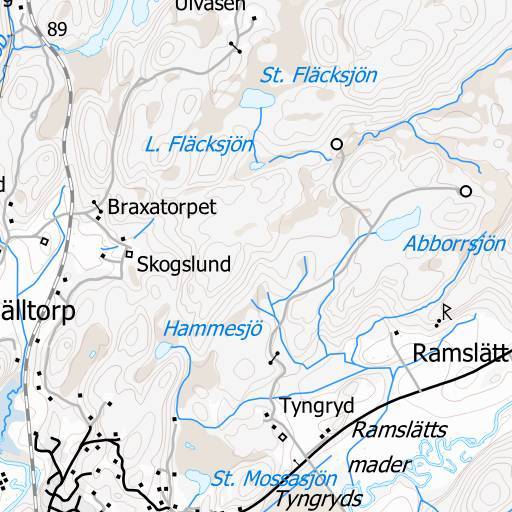 Ulvåsen
89
St. Fläcksjön
L. Fläcksjön
Braxatorpet
Abborrsjön
Skogslund
älltorp
Hammesjö
Ramslätt
Tyngryd
Ramslätts
mader
St. Mossasjön
Tyngryds